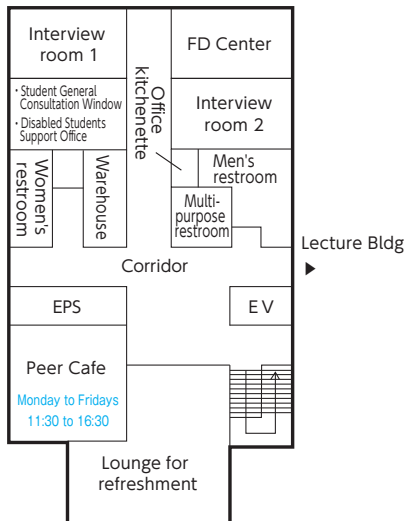 Interview
room 1
FD Center
Office
kitchenette
・Student General
Consultation Window
・Disabled Students
Support Office
Interview
room 2
Women's
restroom
Warehouse
Men's
restroom
Multi-
purpose
restroom
Lecture Bldg
Corridor
EPS
EV
Peer Cafe
Monday to Fridays
11:30 to 16:30
Lounge for
refreshment